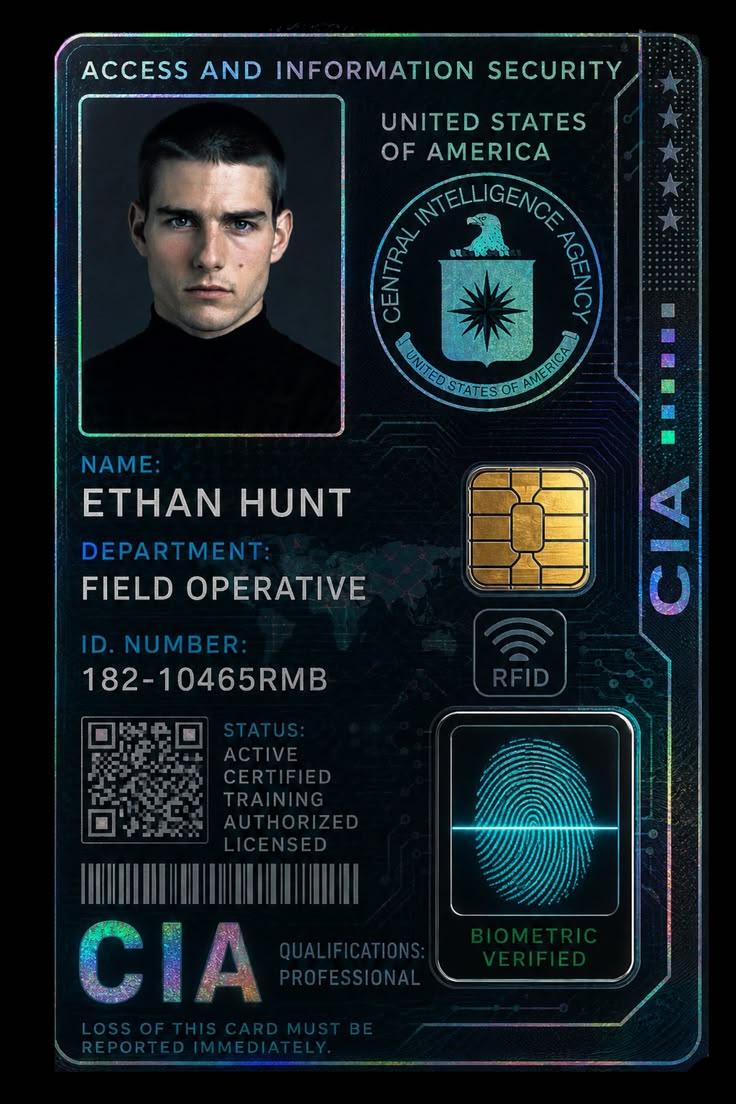 ACCESS AND INFORMATION SECURITY
UNITED STATES
OF AMERICA
CENTRAL INTELLIGENCE AGENCY
UNITED STATES OF AMERICA
NAME:
ETHAN HUNT
DEPARTMENT:
FIELD OPERATIVE
ID. NUMBER:
182-10465RMB
CIA
RFID
STATUS:
ACTIVE
CERTIFIED
TRAINING
AUTHORIZED
LICENSED
BIOMETRIC
VERIFIED
CIA
QUALIFICATIONS:
PROFESSIONAL
LOSS OF THIS CARD MUST BE
REPORTED IMMEDIATELY.